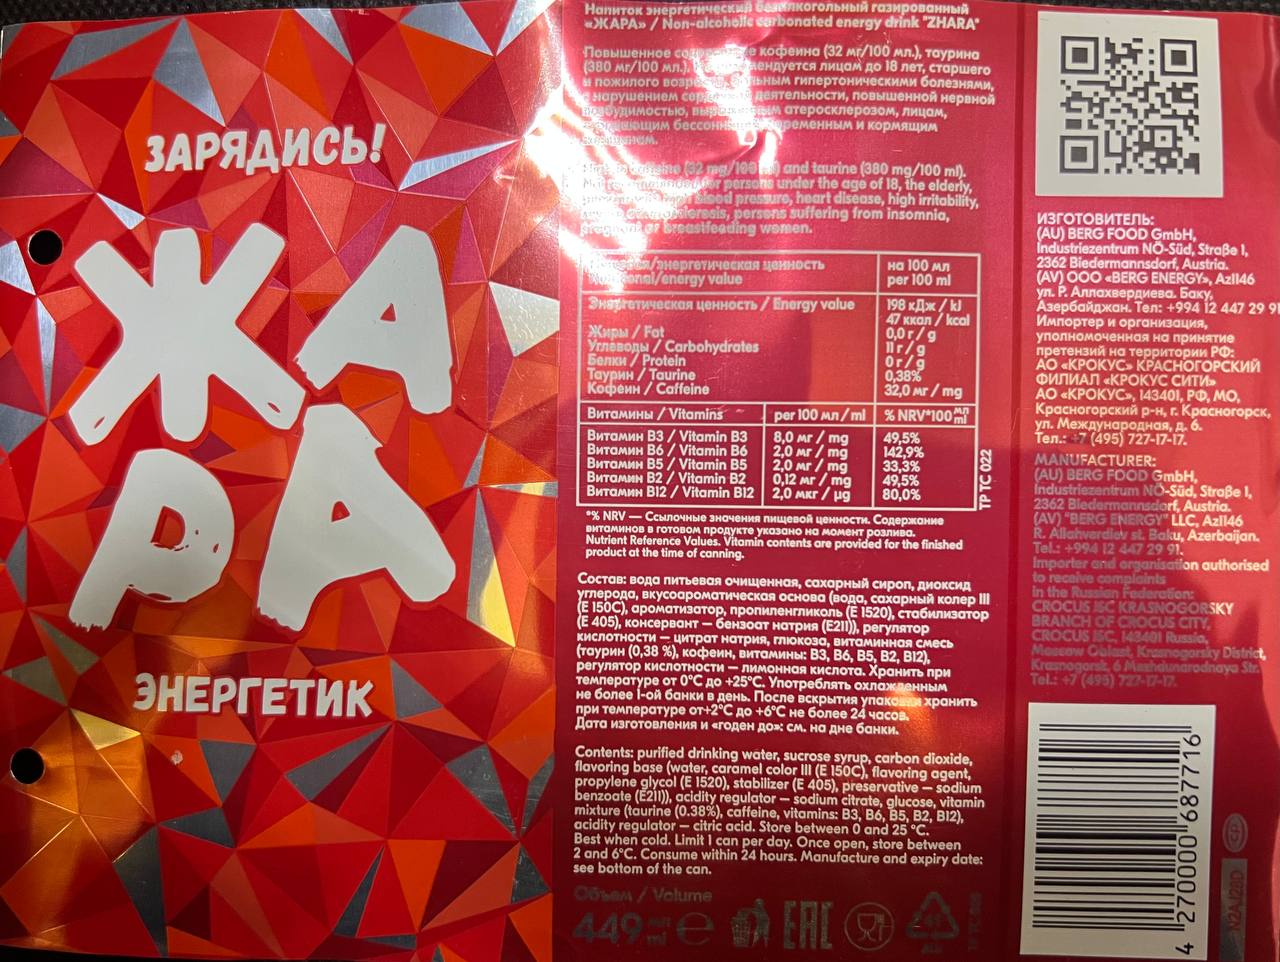 ЗАРЯДИСЬ!
ЖА
РА
ЭНЕРГЕТИК
Напиток энергетический безалкогольный газированный
«ЖАРА» / Non-alcoholic carbonated energy drink "ZHARA"
Повышенное кофеина (32 мг/100 мл.), таурина
(380 мг/100 мл.), лицам до 18 лет, старшего
и пожилого гипертоническими болезнями,
с нарушением деятельности, повышенной нервной
атеросклерозом, лицам,
беременным и кормящим
(32 mg/100 and taurine (380 mg/100 ml).
for persons under the age of 18, the elderly,
blood pressure, heart disease, high irritability,
persons suffering from insomnia,
or breastfeeding women.
/энергетическая ценность
/energy value
на 100 мл
per 100 ml
Энергетическая ценность / Energy value 198 кДж / kJ
47 ккал / kcal
Жиры / Fat 0,0 г / g
Углеводы / Carbohydrates 11 г / g
Белки / Protein 0 г / g
Таурин / Taurine 0,38%
Кофеин / Caffeine 32,0 мг / mg
Витамины / Vitamins per 100 мл / ml % NRV*100 мл ml
Витамин B3 / Vitamin B3 8,0 мг / mg 49,5%
Витамин B6 / Vitamin B6 2,0 мг / mg 142,9%
Витамин B5 / Vitamin B5 2,0 мг / mg 33,3%
Витамин B2 / Vitamin B2 0,12 мг / mg 49,5%
Витамин B12 / Vitamin B12 2,0 мкг / µg 80,0%
ТР ТС 022
*% NRV — Ссылочные значения пищевой ценности. Содержание
витаминов в готовом продукте указано на момент розлива.
Nutrient Reference Values. Vitamin contents are provided for the finished
product at the time of canning.
Состав: вода питьевая очищенная, сахарный сироп, диоксид
углерода, вкусоароматическая основа (вода, сахарный колер III
(E 150C), ароматизатор, пропиленгликоль (E 1520), стабилизатор
(E 405), консервант — бензоат натрия (E211)), регулятор
кислотности — цитрат натрия, глюкоза, витаминная смесь
(таурин (0,38 %), кофеин, витамины: B3, B6, B5, B2, B12),
регулятор кислотности — лимонная кислота. Хранить при
температуре от 0°C до +25°C. Употреблять охлажденным
не более 1-ой банки в день. После вскрытия упаковки хранить
при температуре от+2°C до +6°C не более 24 часов.
Дата изготовления и «годен до»: см. на дне банки.
Contents: purified drinking water, sucrose syrup, carbon dioxide,
flavoring base (water, caramel color III (E 150C), flavoring agent,
propylene glycol (E 1520), stabilizer (E 405), preservative — sodium
benzoate (E211)), acidity regulator — sodium citrate, glucose, vitamin
mixture (taurine (0.38%), caffeine, vitamins: B3, B6, B5, B2, B12),
acidity regulator — citric acid. Store between 0 and 25 °C.
Best when cold. Limit 1 can per day. Once open, store between
2 and 6°C. Consume within 24 hours. Manufacture and expiry date:
see bottom of the can.
Объем / Volume
449 ml e EAC
ИЗГОТОВИТЕЛЬ:
(AU) BERG FOOD GmbH,
Industriezentrum NÖ-Süd, Straße 1,
2362 Biedermannsdorf, Austria.
(AV) ООО «BERG ENERGY», Az1146
ул. Р. Аллахвердиева. Баку,
Азербайджан. Тел: +994 12 447 29 91
Импортер и организация,
уполномоченная на принятие
претензий на территории РФ:
АО «КРОКУС» КРАСНОГОРСКИЙ
ФИЛИАЛ «КРОКУС СИТИ»
АО «КРОКУС», 143401, РФ, МО,
Красногорский р-н, г. Красногорск,
ул. Международная, д. 6.
Тел.: +7 (495) 727-17-17.
MANUFACTURER:
(AU) BERG FOOD GmbH,
Industriezentrum NÖ-Süd, Straße 1,
2362 Biedermannsdorf, Austria.
(AV) "BERG ENERGY" LLC, Az1146
R. Allahverdiev st. Baku, Azerbaijan.
Tel.: +994 12 447 29 91.
Importer and organisation authorised
to receive complaints
in the Russian Federation:
CROCUS JSC KRASNOGORSKY
BRANCH OF CROCUS CITY,
CROCUS JSC, 143401 Russia,
Moscow Oblast, Krasnogorsky District,
Krasnogorsk, 6 Mezhdunarodnaya Str.
Tel.: +7 (495) 727-17-17.
4 270000 687716